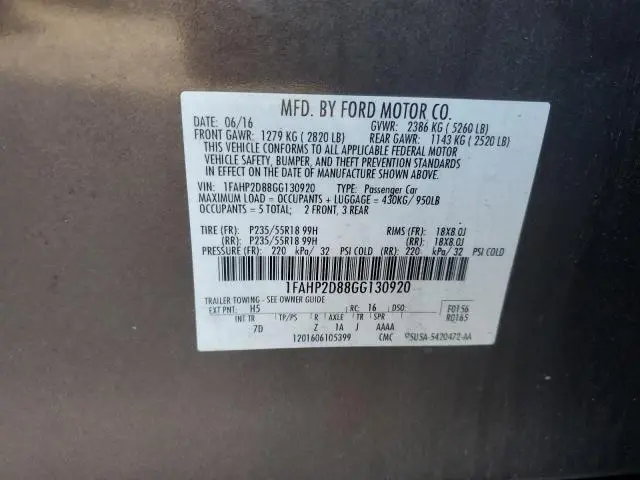 MFD. BY FORD MOTOR CO.
DATE: 06/16 GVWR: 2386 KG ( 5260 LB)
FRONT GAWR: 1279 KG ( 2820 LB) REAR GAWR: 1143 KG ( 2520 LB)
THIS VEHICLE CONFORMS TO ALL APPLICABLE FEDERAL MOTOR
VEHICLE SAFETY, BUMPER, AND THEFT PREVENTION STANDARDS
IN EFFECT ON THE DATE OF MANUFACTURE SHOWN ABOVE.
VIN: 1FAHP2D88GG130920 TYPE: Passenger Car
MAXIMUM LOAD = OCCUPANTS + LUGGAGE = 430KG/ 950LB
OCCUPANTS = 5 TOTAL; 2 FRONT, 3 REAR
TIRE (FR): P235/55R18 99H RIMS (FR): 18X8.0J
(RR): P235/55R18 99H (RR): 18X8.0J
PRESSURE (FR): 220 kPa/ 32 PSI COLD (RR): 220 kPa/ 32 PSI COLD
1FAHP2D88GG130920
TRAILER TOWING - SEE OWNER GUIDE
EXT PNT: H5 RC: 16 DSO: F0156
INT TR TP/PS R AXLE TR SPR R0165
7D Z 1A J AAAA
1201606105399 CMC 5USA-5420472-AA